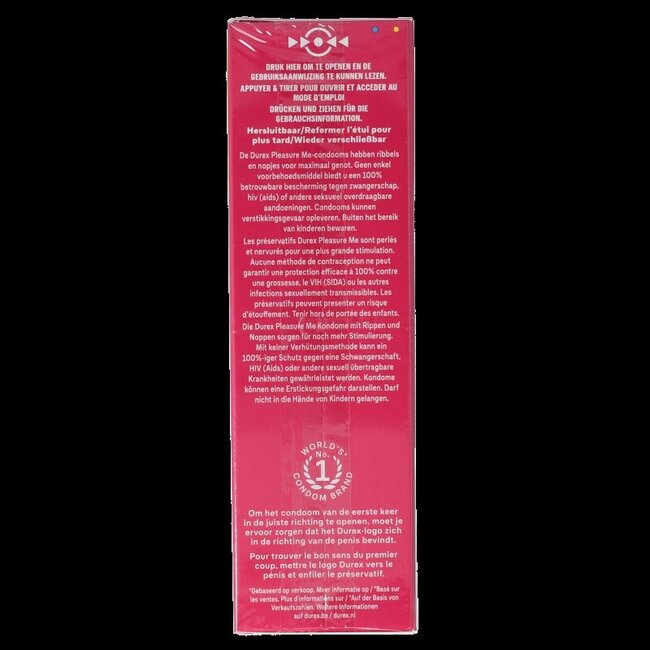 DRUK HIER OM TE OPENEN EN DE
GEBRUIKSAANWIJZING TE KUNNEN LEZEN.
APPUYER & TIRER POUR OUVRIR ET ACCEDER AU
MODE D'EMPLOI
DRÜCKEN UND ZIEHEN FÜR DIE
GEBRAUCHSINFORMATION.
Hersluitbaar/Refermer l'étui pour
plus tard/Wieder verschließbar
De Durex Pleasure Me-condooms hebben ribbels
en nopjes voor maximaal genot. Geen enkel
voorbehoedsmiddel biedt u een 100%
betrouwbare bescherming tegen zwangerschap,
hiv (aids) of andere seksueel overdraagbare
aandoeningen. Condooms kunnen
verstikkingsgevaar opleveren. Buiten het bereik
van kinderen bewaren.
Les préservatifs Durex Pleasure Me sont perlés
et nervurés pour une plus grande stimulation.
Aucune méthode de contraception ne peut
garantir une protection efficace à 100% contre
une grossesse, le VIH (SIDA) ou les autres
infections sexuellement transmissibles. Les
préservatifs peuvent presenter un risque
d'étouffement. Tenir hors de portée des enfants.
Die Durex Pleasure Me-Kondome mit Rippen und
Noppen sorgen für noch mehr Stimulierung.
Mit keiner Verhütungsmethode kann ein
100%-iger Schutz gegen eine Schwangerschaft,
HIV (Aids) oder andere sexuell übertragbare
Krankheiten gewährleistet werden. Kondome
können eine Erstickungsgefahr darstellen. Darf
nicht in die Hände von Kindern gelangen.
WORLD'S*
No.
1
CONDOM BRAND
Om het condoom van de eerste keer
in de juiste richting te openen, moet je
ervoor zorgen dat het Durex-logo zich
in de richting van de penis bevindt.
Pour trouver le bon sens du premier
coup, mettre le logo Durex vers le
pénis et enfiler le préservatif.
*Gebaseerd op verkoop. Meer informatie op / *Basé sur
les ventes. Plus d'informations sur / *Auf der Basis von
Verkaufszahlen. Weitere Informationen
auf durex.be / durex.nl